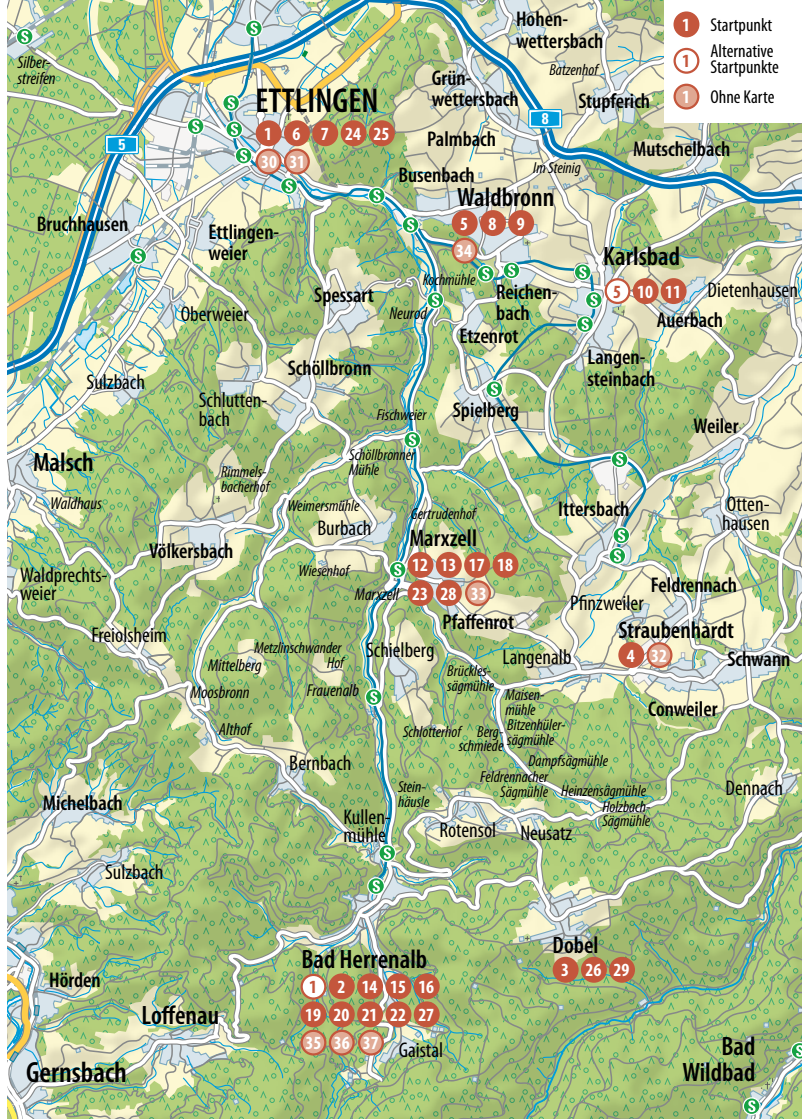 1 Startpunkt
1 Alternative
Startpunkte
1 Ohne Karte
S
Silber-
streifen
S
Hohen-
wettersbach
Batzenhof
Grün-
wettersbach
Stupferich
ETTLINGEN
1 6 7 24 25
30 31
S
S
S
S
S
5
8
Palmbach
Mutschelbach
Im Steinig
Busenbach
S
S
Waldbronn
5 8 9
34
Bruchhausen
S
Ettlingen-
weier
Karlsbad
5 10 11
Dietenhausen
Auerbach
Kochmühle
S
S
S
S
S
Reichen-
bach
Spessart
Neurod
S
Oberweier
Etzenrot
Langen-
steinbach
Schöllbronn
Sulzbach
Schlutten-
bach
S
Spielberg
Fischweier
S
Weiler
Malsch
Schöllbronner
Mühle
S
Rimmels-
bacherhof
Waldhaus
Weimersmühle
Ittersbach
Otten-
hausen
Burbach
Gertrudenhof
S
S
Völkersbach
Marxzell
12 13 17 18
23 28 33
S
Wiesenhof
Marxzell
Waldprechts-
weier
Feldrennach
Pfinzweiler
Pfaffenrot
Straubenhardt
4 32
Freiolsheim
Schielberg
Metzlinschwander
Hof
Mittelberg
Langenalb
Schwann
Brückles-
sägmühle
Moosbronn
Frauenalb
S
Maisen-
mühle
Bitzenhüler-
sägmühle
Conweiler
Althof
Schlotterhof
Berg-
schmiede
Dampfsägmühle
Bernbach
Feldrennacher
Sägmühle
Heinzensägmühle
Dennach
Stein-
häusle
Holzbach-
Sägmühle
Michelbach
Kullen-
mühle
Rotensol
Neusatz
S
Sulzbach
S
Dobel
3 26 29
Bad Herrenalb
1 2 14 15 16
19 20 21 22 27
35 36 37
Hörden
Loffenau
Gaistal
Gernsbach
Bad
Wildbad
S
S